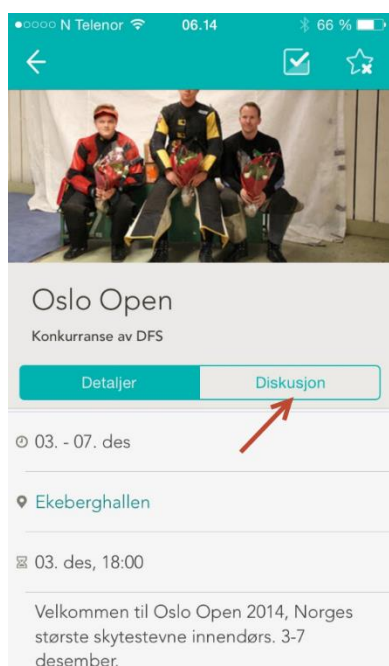 N Telenor 06.14 66 %
Oslo Open
Konkurranse av DFS
Detaljer Diskusjon
03. - 07. des
Ekeberghallen
03. des, 18:00
Velkommen til Oslo Open 2014, Norges
største skytestevne innendørs. 3-7
desember.